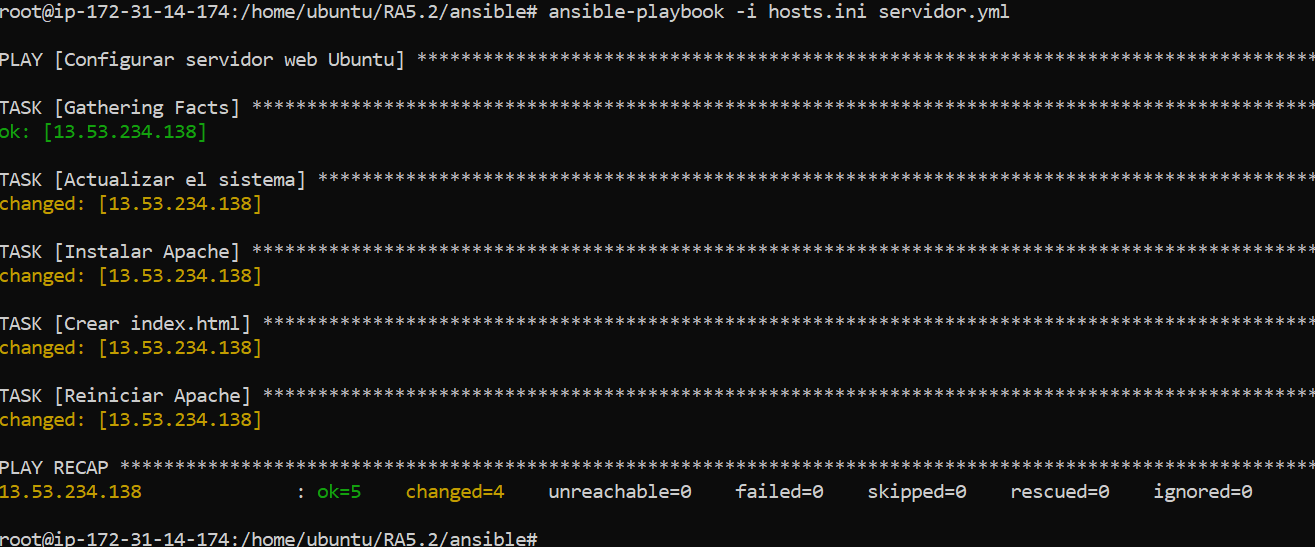 root@ip-172-31-14-174:/home/ubuntu/RA5.2/ansible# ansible-playbook -i hosts.ini servidor.yml
PLAY [Configurar servidor web Ubuntu] **********************************************************************************
TASK [Gathering Facts] *************************************************************************************************
ok: [13.53.234.138]
TASK [Actualizar el sistema] *******************************************************************************************
changed: [13.53.234.138]
TASK [Instalar Apache] *************************************************************************************************
changed: [13.53.234.138]
TASK [Crear index.html] ************************************************************************************************
changed: [13.53.234.138]
TASK [Reiniciar Apache] ************************************************************************************************
changed: [13.53.234.138]
PLAY RECAP *************************************************************************************************************
13.53.234.138 : ok=5 changed=4 unreachable=0 failed=0 skipped=0 rescued=0 ignored=0
root@ip-172-31-14-174:/home/ubuntu/RA5.2/ansible#